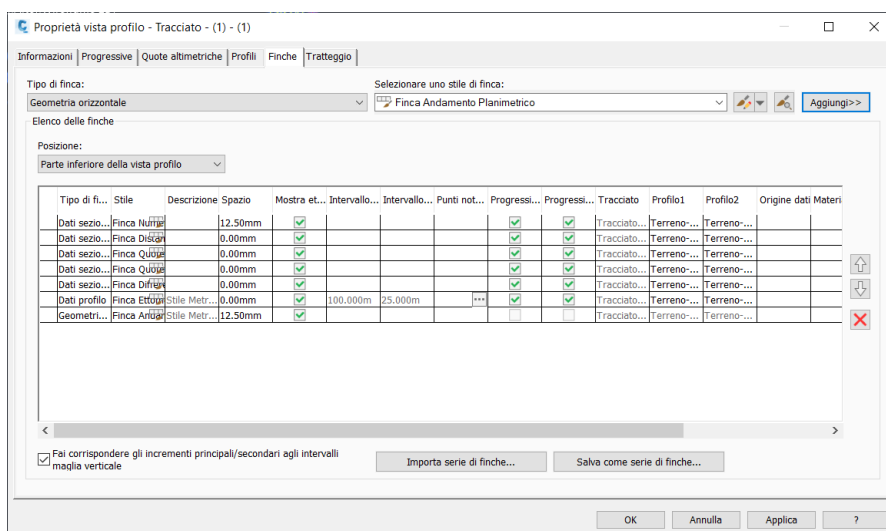 Proprietà vista profilo - Tracciato - (1) - (1)
Informazioni Progressive Quote altimetriche Profili Finche Tratteggio
Tipo di finca: Selezionare uno stile di finca:
Geometria orizzontale Finca Andamento Planimetrico Aggiungi>>
Elenco delle finche
Posizione:
Parte inferiore della vista profilo
Tipo di fi... Stile Descrizione Spazio Mostra et... Intervallo... Intervallo... Punti not... Progressi... Progressi... Tracciato Profilo1 Profilo2 Origine dati Materi
Dati sezio... Finca Nume 12.50mm Tracciato... Terreno-... Terreno-...
Dati sezio... Finca Distan 0.00mm Tracciato... Terreno-... Terreno-...
Dati sezio... Finca Quote 0.00mm Tracciato... Terreno-... Terreno-...
Dati sezio... Finca Quote 0.00mm Tracciato... Terreno-... Terreno-...
Dati sezio... Finca 0.00mm Tracciato... Terreno-... Terreno-...
Dati profilo Finca Stile Metr... 0.00mm 100.000m 25.000m ... Tracciato... Terreno-... Terreno-...
Geometri... Finca Stile Metr... 12.50mm Tracciato... Terreno-... Terreno-...
Fai corrispondere gli incrementi principali/secondari agli intervalli
maglia verticale
Importa serie di finche... Salva come serie di finche...
OK Annulla Applica ?